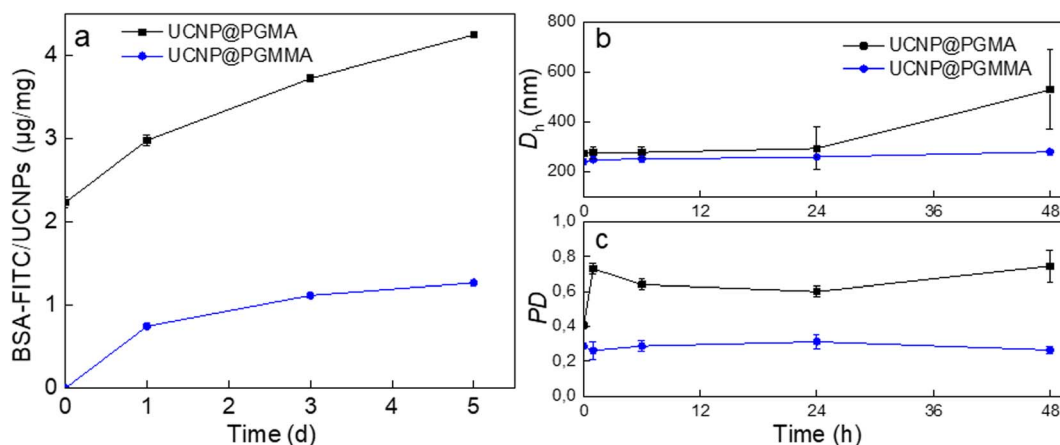 a
UCNP@PGMA
UCNP@PGMMA
BSA-FITC/UCNPs (µg/mg)
4
3
2
1
0
0 1 2 3 4 5
Time (d)
b
UCNP@PGMA
UCNP@PGMMA
Dh (nm)
800
600
400
200
0 12 24 36 48
c
PD
1,0
0,8
0,6
0,4
0,2
0,0
0 12 24 36 48
Time (h)